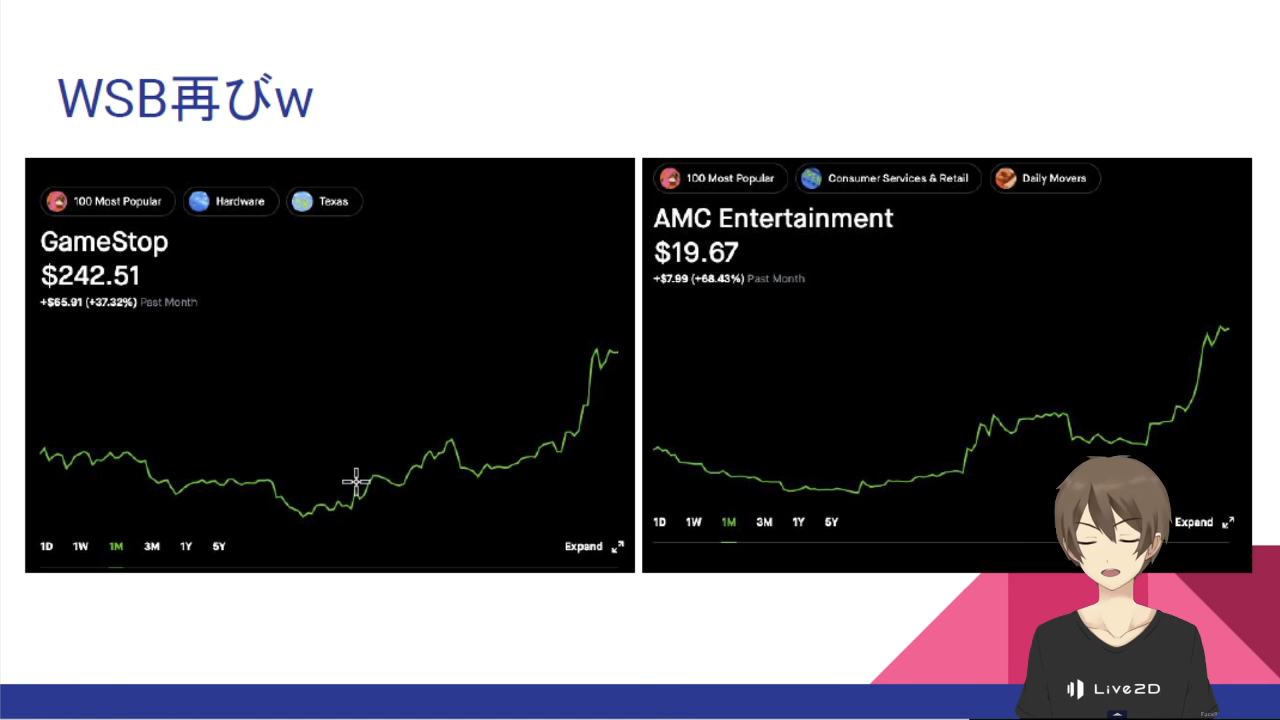 WSB再びw
100 Most Popular
Hardware
Texas
GameStop
$242.51
+$65.91 (+37.32%) Past Month
1D 1W 1M 3M 1Y 5Y
Expand
100 Most Popular
Consumer Services & Retail
Daily Movers
AMC Entertainment
$19.67
+$7.99 (+68.43%) Past Month
1D 1W 1M 3M 1Y 5Y
Expand
Live2D